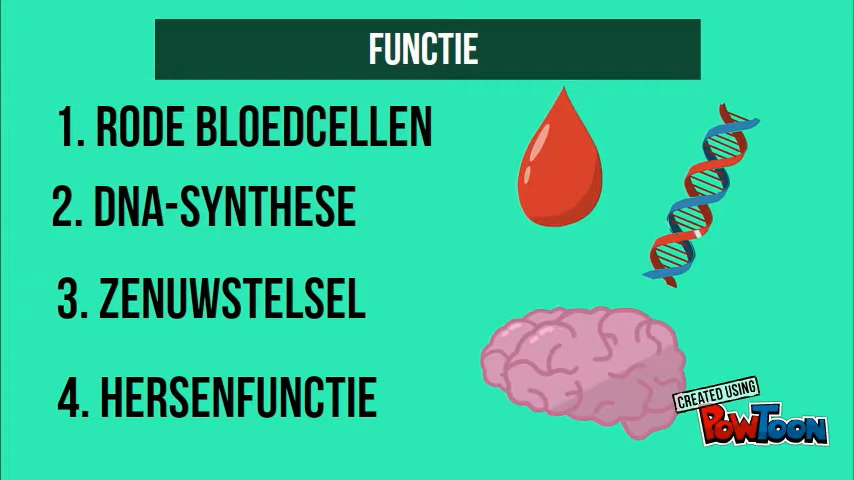 FUNCTIE
1. RODE BLOEDCELLEN
2. DNA-SYNTHESE
3. ZENUWSTELSEL
4. HERSENFUNCTIE
CREATED USING
POWTOON